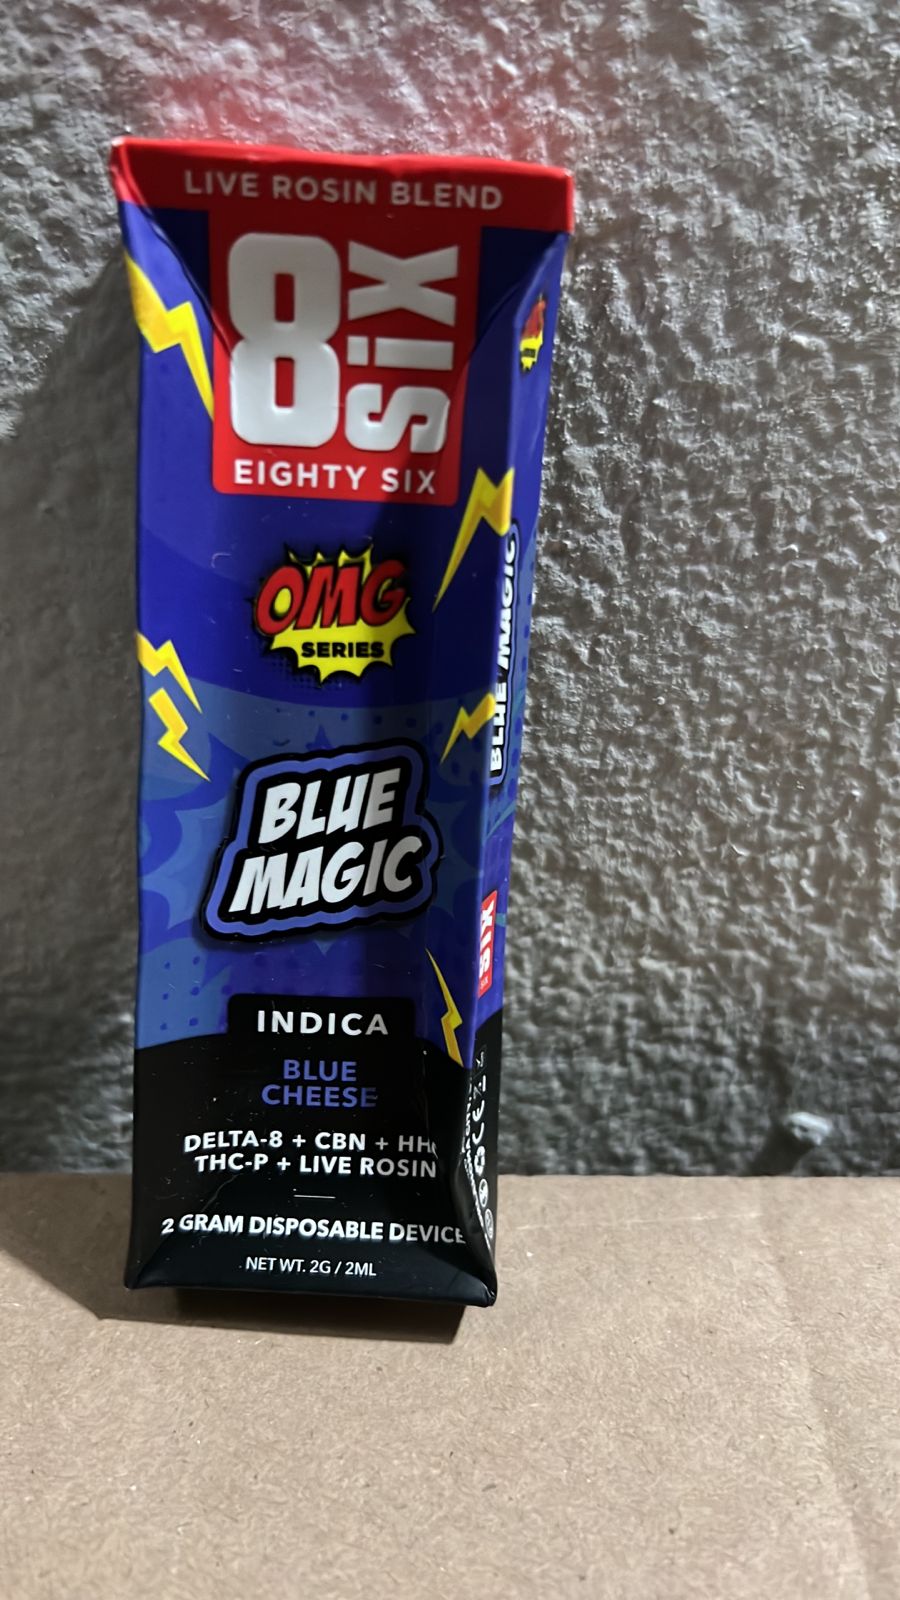 LIVE ROSIN BLEND
8SiX
EIGHTY SIX
OMG
SERIES
BLUE
MAGIC
INDICA
BLUE
CHEESE
DELTA-8 + CBN +
THC-P + LIVE ROSIN
2 GRAM DISPOSABLE DEVICE
NET WT. 2G / 2ML
BLUE MAGIC
SiX